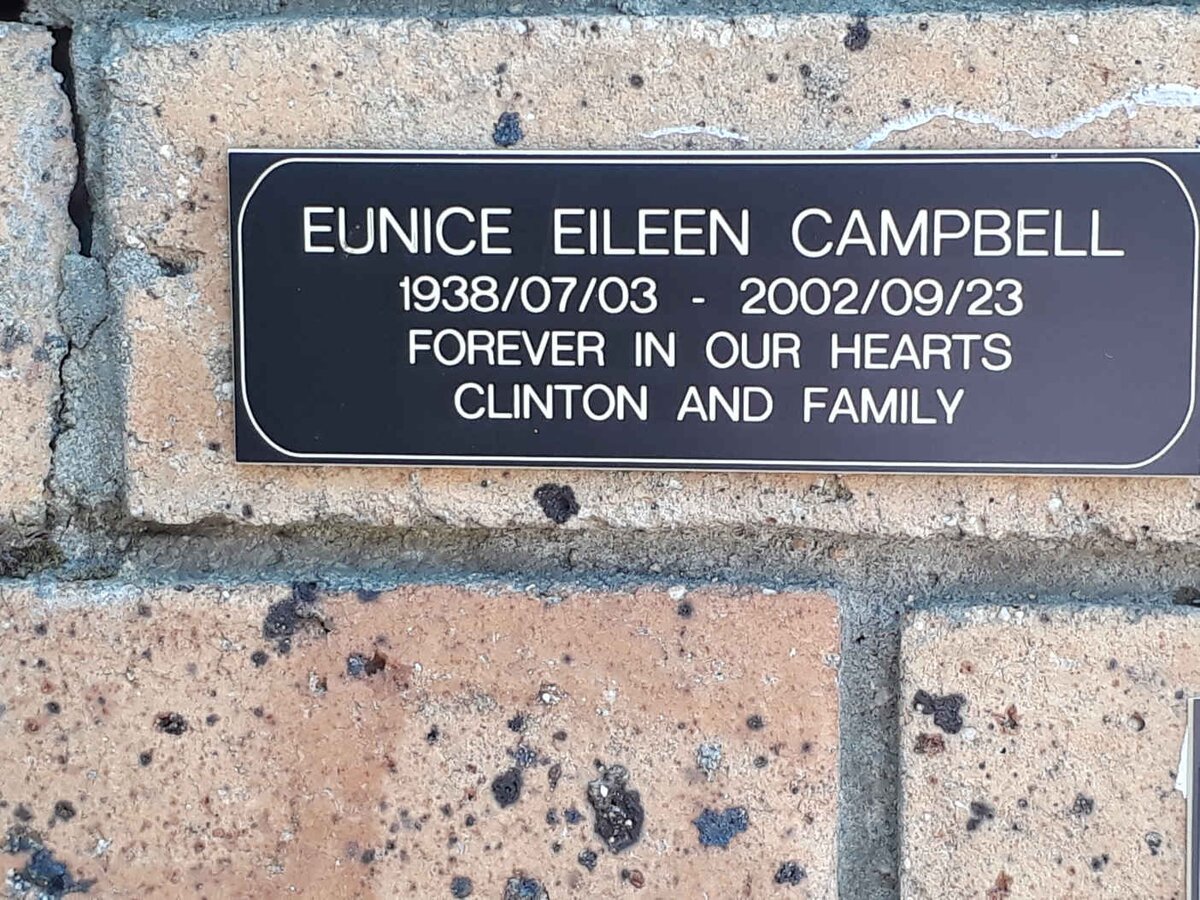 EUNICE EILEEN CAMPBELL
1938/07/03 - 2002/09/23
FOREVER IN OUR HEARTS
CLINTON AND FAMILY